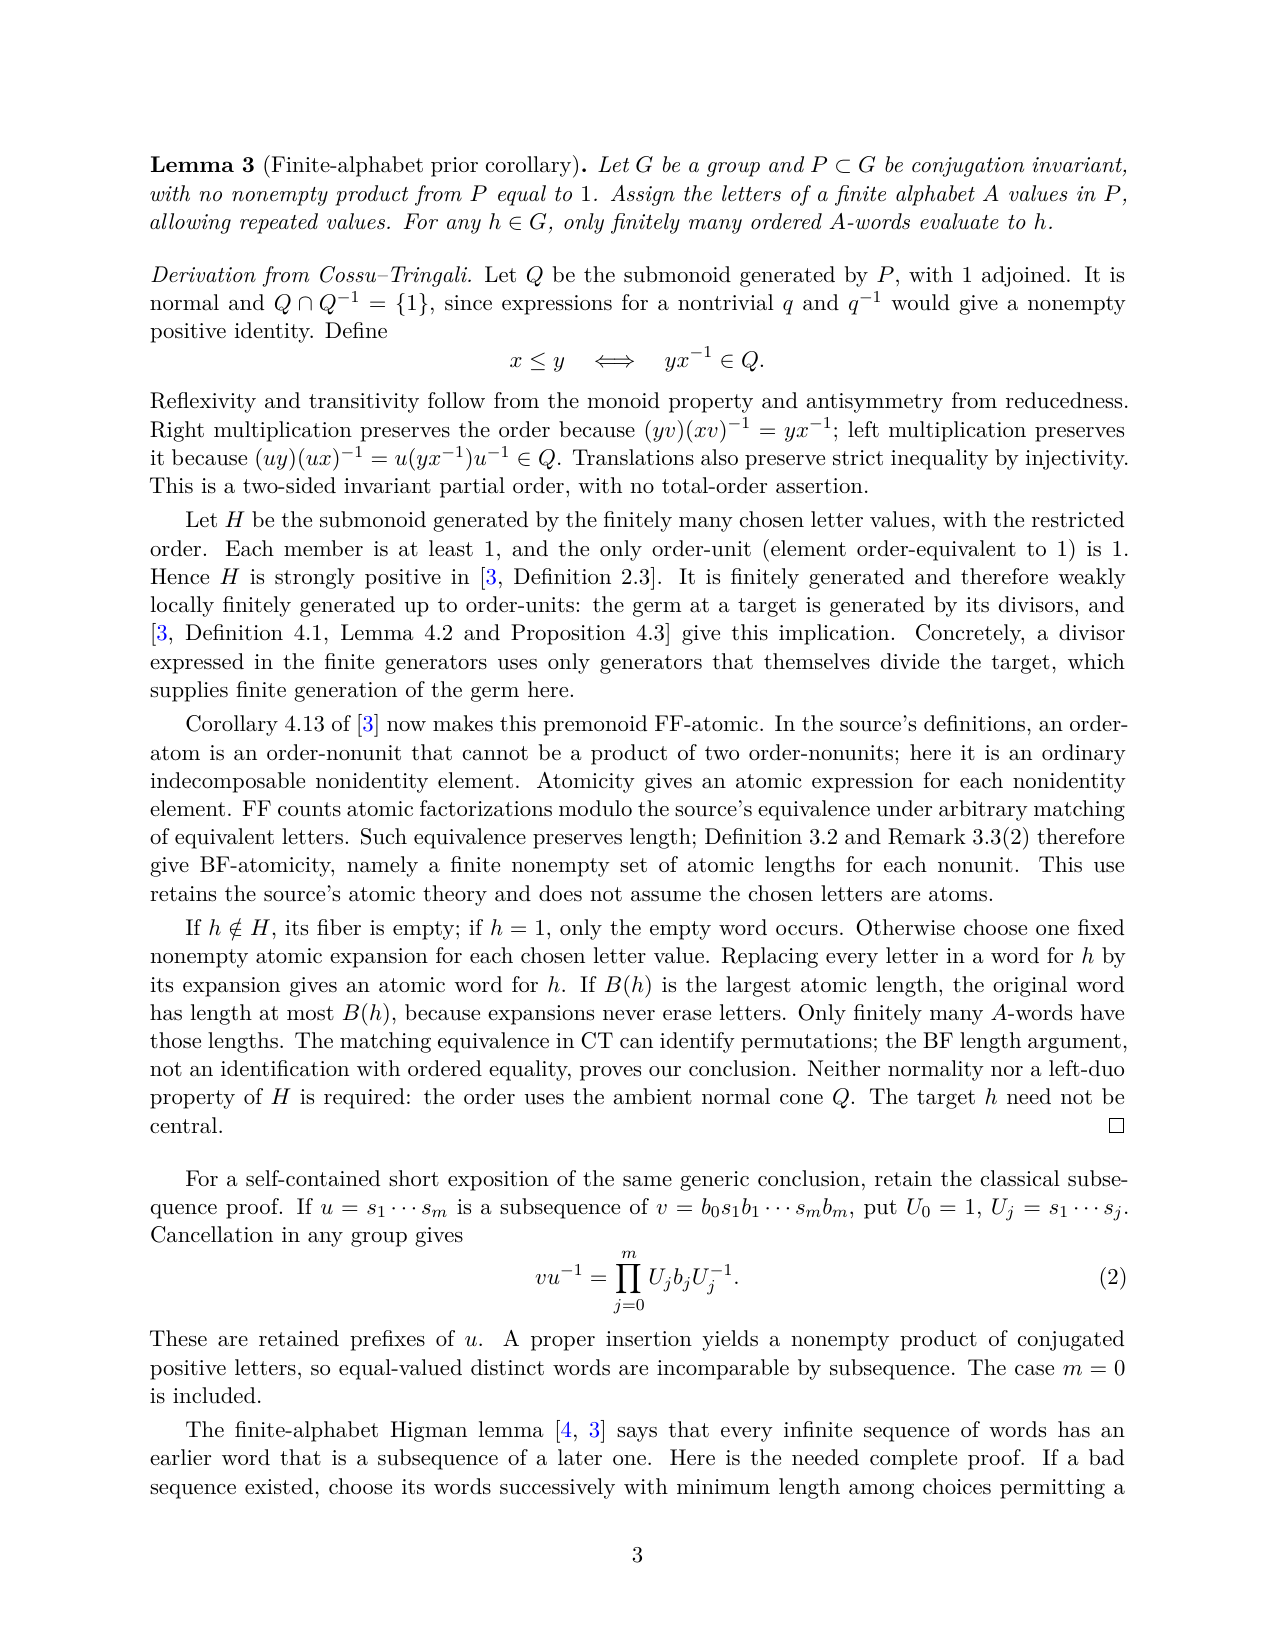 Lemma 3 (Finite-alphabet prior corollary). Let G be a group and P ⊂ G be conjugation invariant,
with no nonempty product from P equal to 1. Assign the letters of a finite alphabet A values in P,
allowing repeated values. For any h ∈ G, only finitely many ordered A-words evaluate to h.
Derivation from Cossu–Tringali. Let Q be the submonoid generated by P, with 1 adjoined. It is
normal and Q ∩ Q⁻¹ = {1}, since expressions for a nontrivial q and q⁻¹ would give a nonempty
positive identity. Define
x ≤ y ⟺ yx⁻¹ ∈ Q.
Reflexivity and transitivity follow from the monoid property and antisymmetry from reducedness.
Right multiplication preserves the order because (yv)(xv)⁻¹ = yx⁻¹; left multiplication preserves
it because (uy)(ux)⁻¹ = u(yx⁻¹)u⁻¹ ∈ Q. Translations also preserve strict inequality by injectivity.
This is a two-sided invariant partial order, with no total-order assertion.
Let H be the submonoid generated by the finitely many chosen letter values, with the restricted
order. Each member is at least 1, and the only order-unit (element order-equivalent to 1) is 1.
Hence H is strongly positive in [3, Definition 2.3]. It is finitely generated and therefore weakly
locally finitely generated up to order-units: the germ at a target is generated by its divisors, and
[3, Definition 4.1, Lemma 4.2 and Proposition 4.3] give this implication. Concretely, a divisor
expressed in the finite generators uses only generators that themselves divide the target, which
supplies finite generation of the germ here.
Corollary 4.13 of [3] now makes this premonoid FF-atomic. In the source's definitions, an order-
atom is an order-nonunit that cannot be a product of two order-nonunits; here it is an ordinary
indecomposable nonidentity element. Atomicity gives an atomic expression for each nonidentity
element. FF counts atomic factorizations modulo the source's equivalence under arbitrary matching
of equivalent letters. Such equivalence preserves length; Definition 3.2 and Remark 3.3(2) therefore
give BF-atomicity, namely a finite nonempty set of atomic lengths for each nonunit. This use
retains the source's atomic theory and does not assume the chosen letters are atoms.
If h ∉ H, its fiber is empty; if h = 1, only the empty word occurs. Otherwise choose one fixed
nonempty atomic expansion for each chosen letter value. Replacing every letter in a word for h by
its expansion gives an atomic word for h. If B(h) is the largest atomic length, the original word
has length at most B(h), because expansions never erase letters. Only finitely many A-words have
those lengths. The matching equivalence in CT can identify permutations; the BF length argument,
not an identification with ordered equality, proves our conclusion. Neither normality nor a left-duo
property of H is required: the order uses the ambient normal cone Q. The target h need not be
central. □
For a self-contained short exposition of the same generic conclusion, retain the classical subse-
quence proof. If u = s₁ ⋯ sₘ is a subsequence of v = b₀s₁b₁ ⋯ sₘbₘ, put U₀ = 1, Uⱼ = s₁ ⋯ sⱼ.
Cancellation in any group gives
vu⁻¹ = ∏_{j=0}^{m} UⱼbⱼUⱼ⁻¹. (2)
These are retained prefixes of u. A proper insertion yields a nonempty product of conjugated
positive letters, so equal-valued distinct words are incomparable by subsequence. The case m = 0
is included.
The finite-alphabet Higman lemma [4, 3] says that every infinite sequence of words has an
earlier word that is a subsequence of a later one. Here is the needed complete proof. If a bad
sequence existed, choose its words successively with minimum length among choices permitting a
3